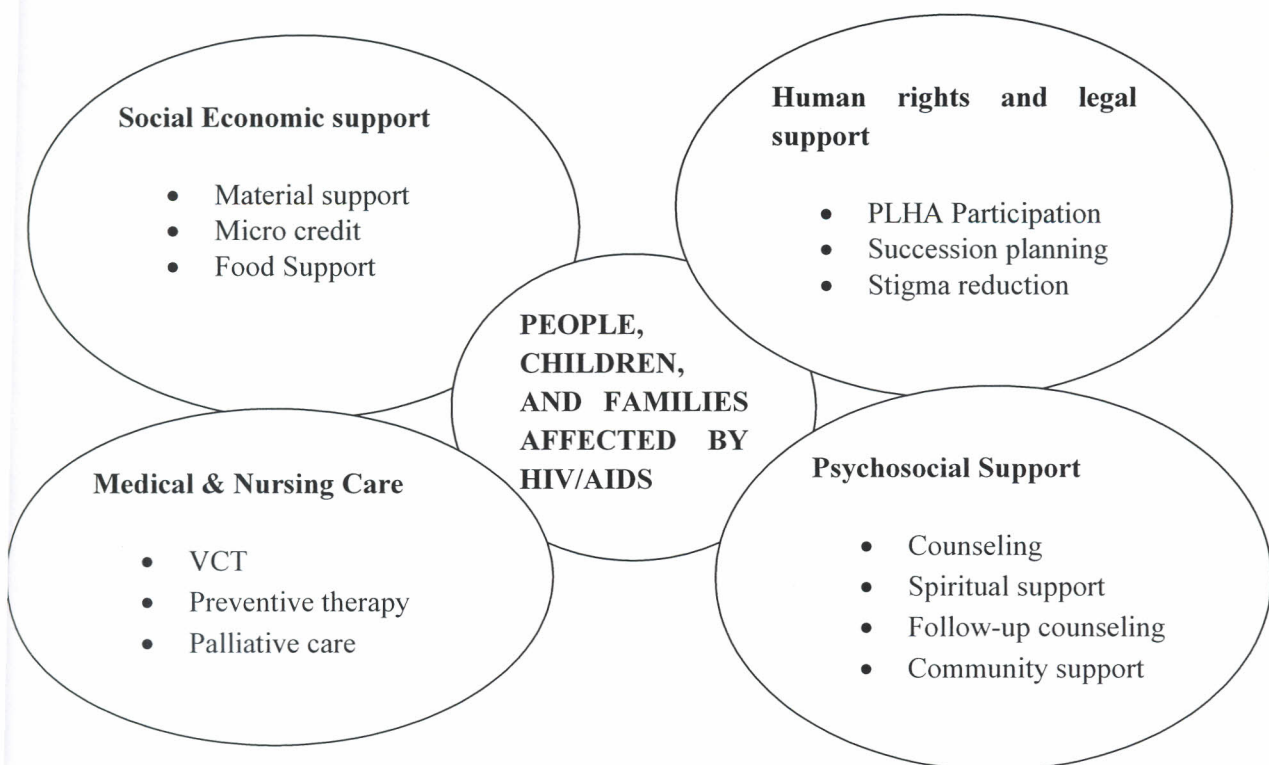 Social Economic support
• Material support
• Micro credit
• Food Support
Human rights and legal
support
• PLHA Participation
• Succession planning
• Stigma reduction
PEOPLE,
CHILDREN,
AND FAMILIES
AFFECTED BY
HIV/AIDS
Medical & Nursing Care
• VCT
• Preventive therapy
• Palliative care
Psychosocial Support
• Counseling
• Spiritual support
• Follow-up counseling
• Community support